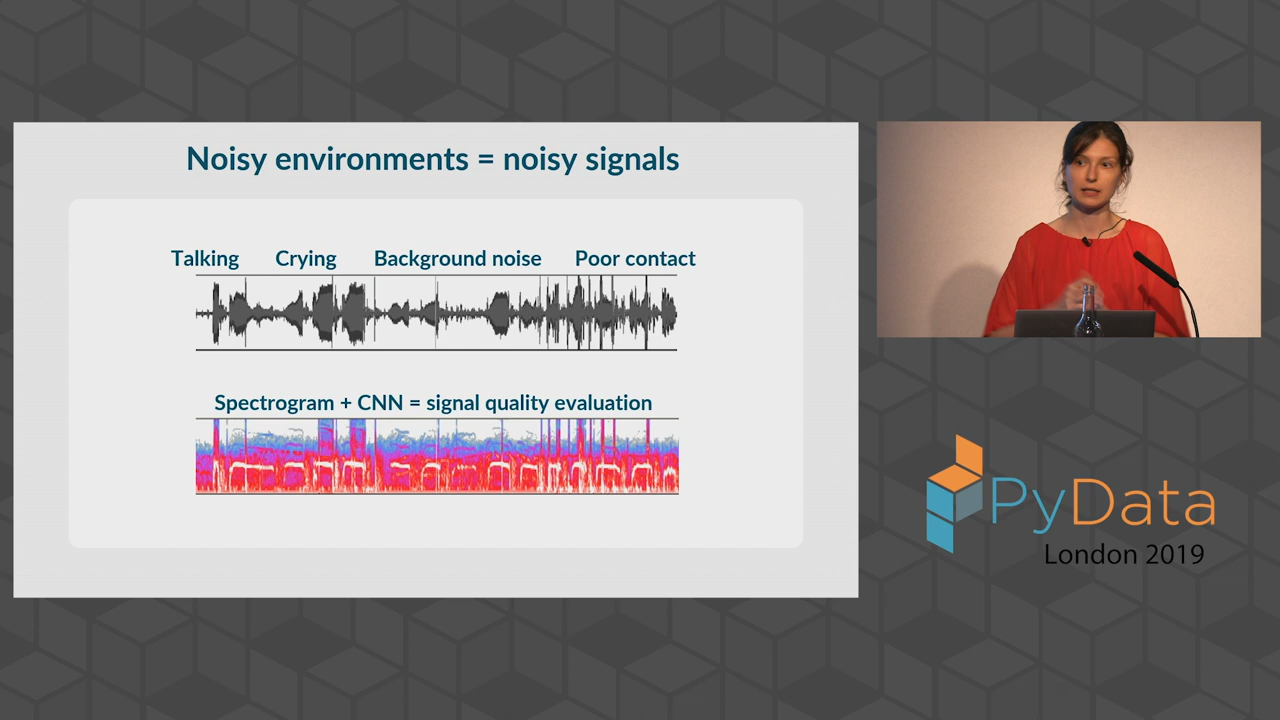 Noisy environments = noisy signals
Talking Crying Background noise Poor contact
Spectrogram + CNN = signal quality evaluation
PyData
London 2019